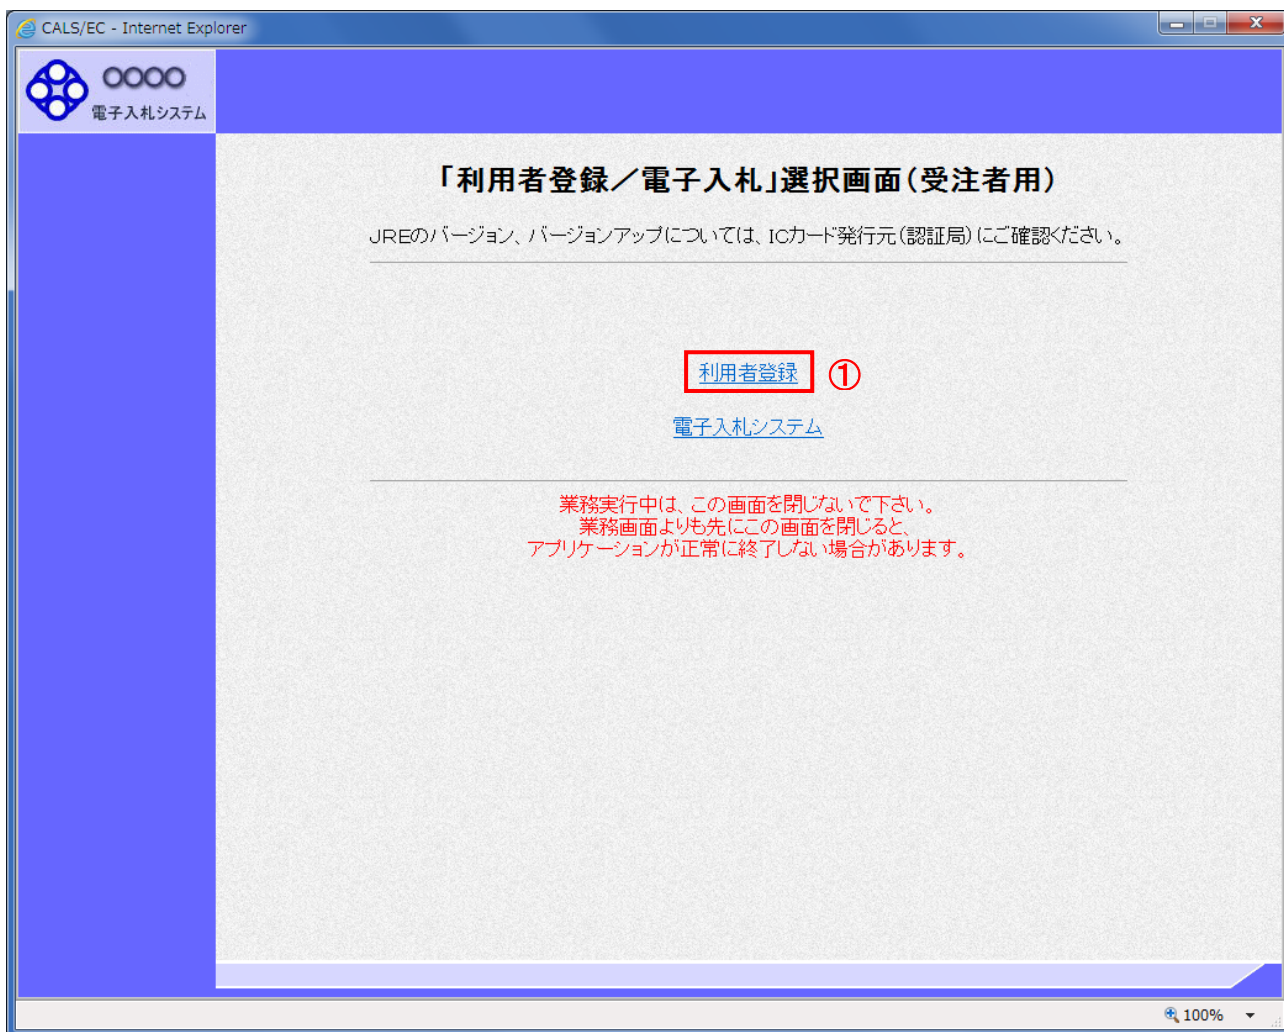 CALS/EC - Internet Explorer
○○○○
電子入札システム
「利用者登録／電子入札」選択画面（受注者用）
JREのバージョン、バージョンアップについては、ICカード発行元（認証局）にご確認ください。
利用者登録 ①
電子入札システム
業務実行中は、この画面を閉じないで下さい。
業務画面よりも先にこの画面を閉じると、
アプリケーションが正常に終了しない場合があります。
100%